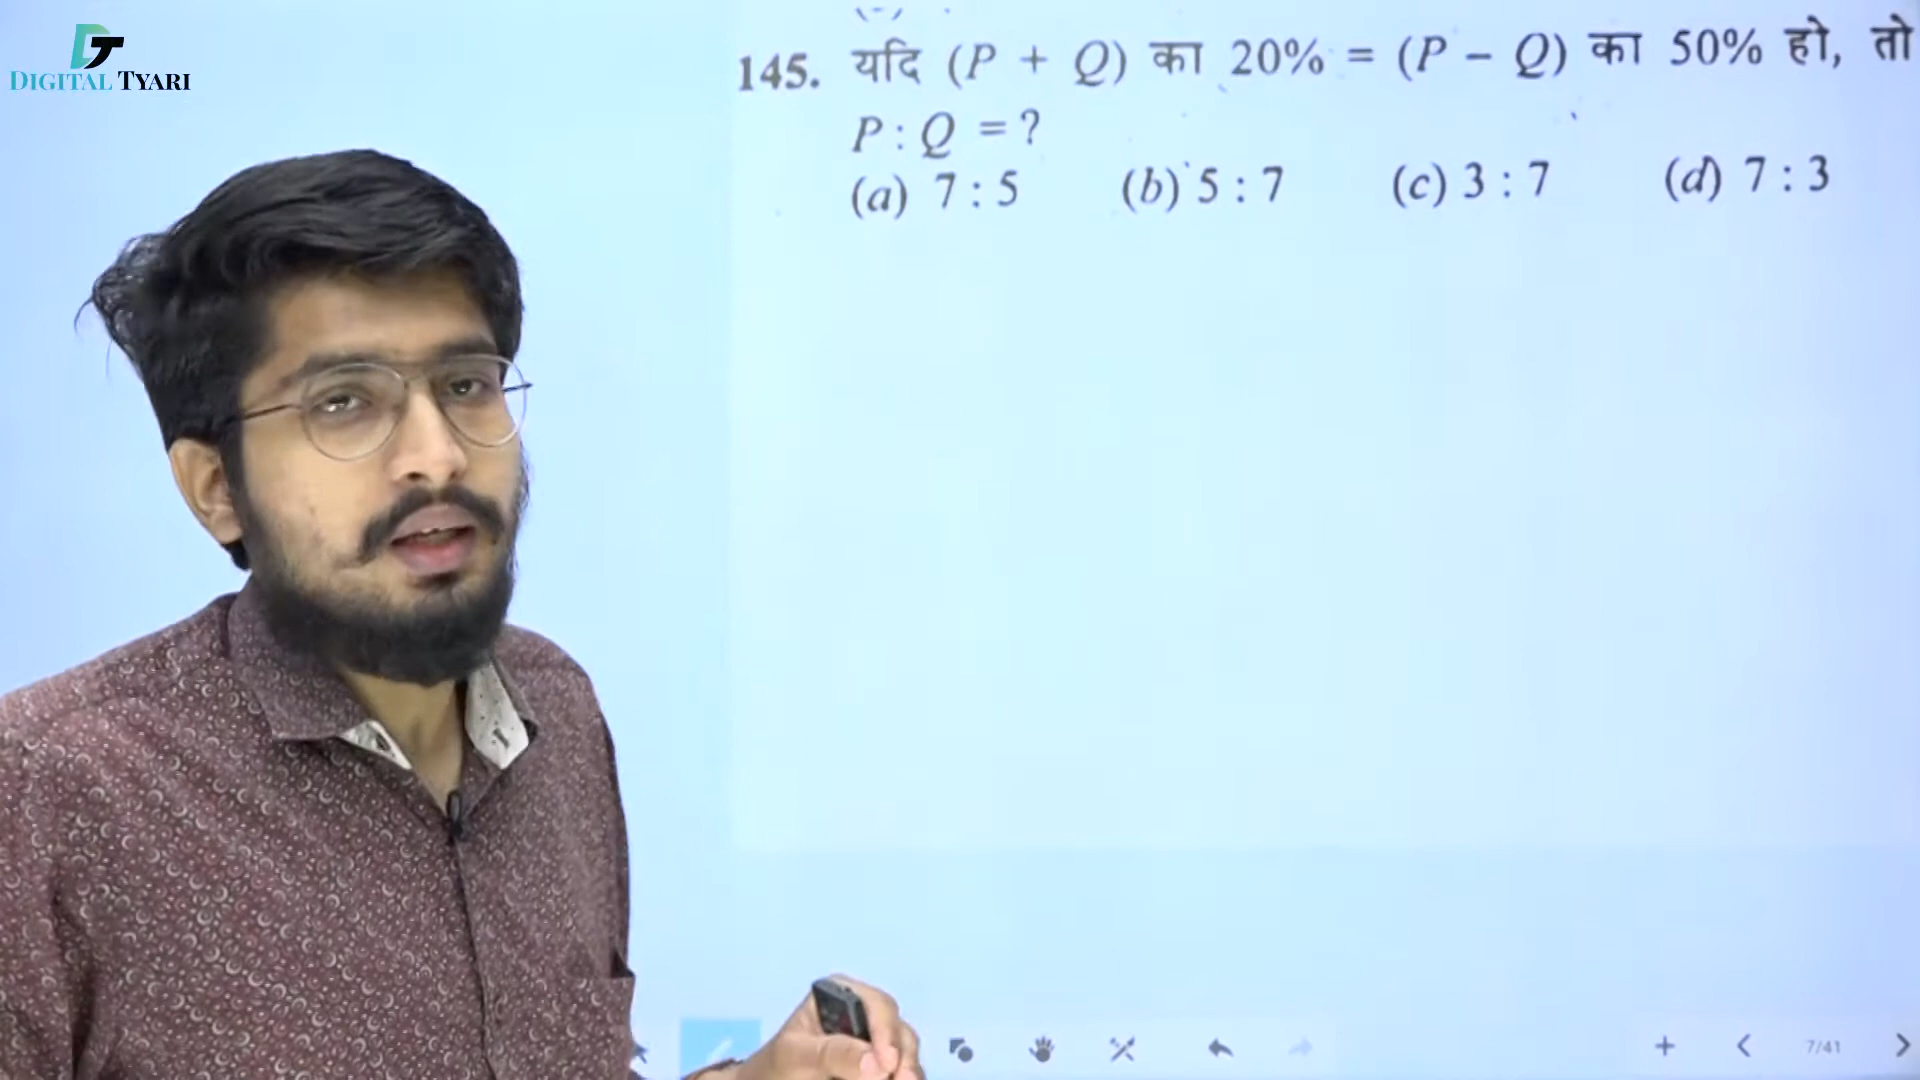 DIGITAL TYARI
145. यदि (P + Q) का 20% = (P – Q) का 50% हो, तो
P : Q = ?
(a) 7 : 5 (b) 5 : 7 (c) 3 : 7 (d) 7 : 3
7/41